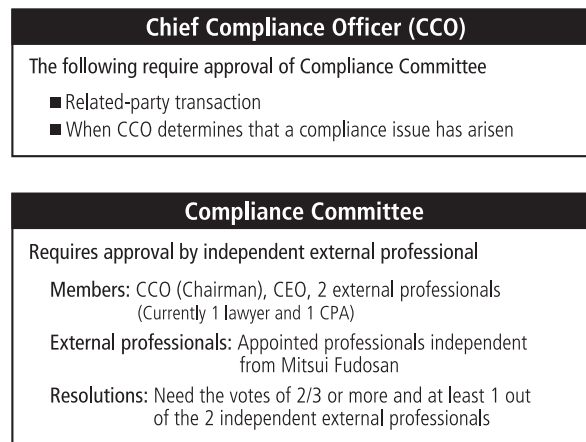 Chief Compliance Officer (CCO)
The following require approval of Compliance Committee
■ Related-party transaction
■ When CCO determines that a compliance issue has arisen
Compliance Committee
Requires approval by independent external professional
Members: CCO (Chairman), CEO, 2 external professionals
(Currently 1 lawyer and 1 CPA)
External professionals: Appointed professionals independent
from Mitsui Fudosan
Resolutions: Need the votes of 2/3 or more and at least 1 out
of the 2 independent external professionals